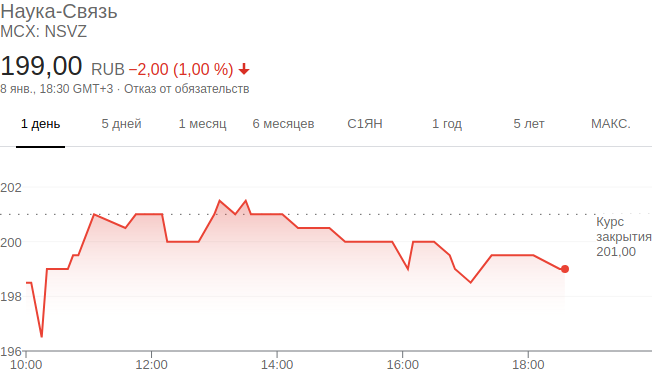 Наука-Связь
MCX: NSVZ
199,00 RUB −2,00 (1,00 %)
8 янв., 18:30 GMT+3 · Отказ от обязательств
1 день 5 дней 1 месяц 6 месяцев С1ЯН 1 год 5 лет МАКС.
202
Курс
закрытия
201,00
200
198
196
10:00 12:00 14:00 16:00 18:00